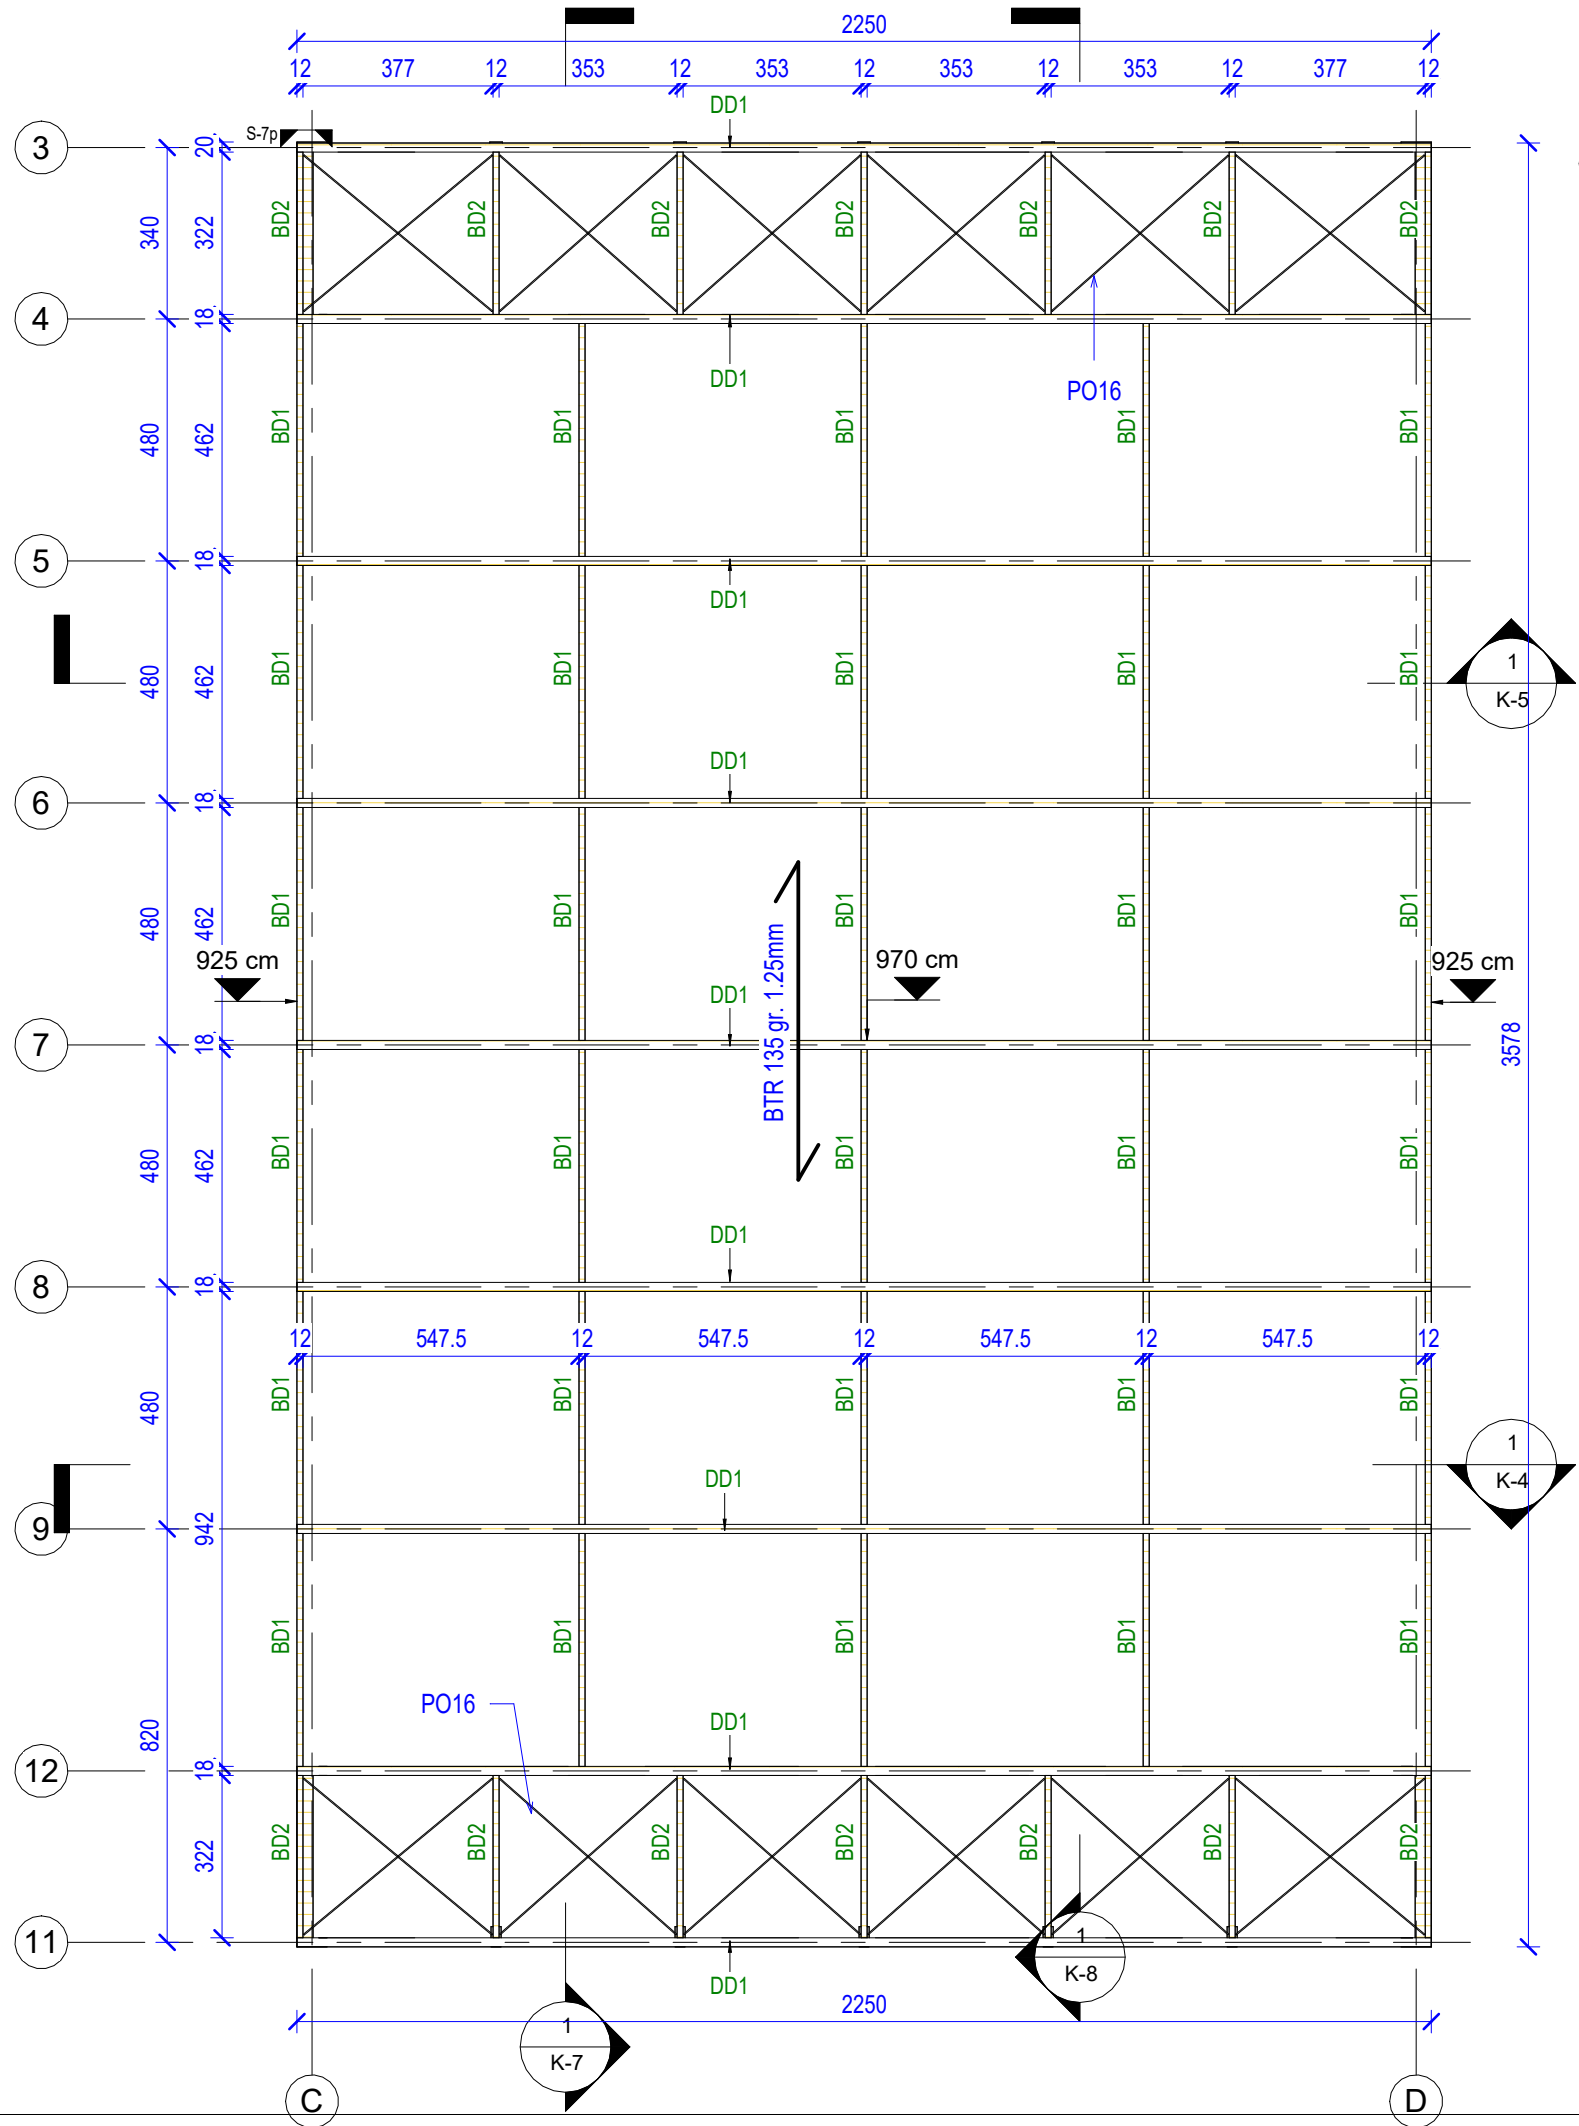 2250
12 377 12 353 12 353 12 353 12 353 12 377 12
DD1
S-7p
3
20
BD2 BD2 BD2 BD2 BD2 BD2 BD2
340 322
4
18
DD1
PO16
BD1 BD1 BD1 BD1 BD1
480 462
5
18
DD1
1
K-5
BD1 BD1 BD1 BD1 BD1
480 462
DD1
6
18
BD1 BD1 BD1 BD1 BD1
480 462
925 cm
970 cm
925 cm
DD1
BTR 135 gr. 1.25mm
7
18
3578
BD1 BD1 BD1 BD1 BD1
480 462
DD1
8
18
12 547.5 12 547.5 12 547.5 12 547.5 12
BD1 BD1 BD1 BD1 BD1
480
1
K-4
DD1
9
942
BD1 BD1 BD1 BD1 BD1
PO16
DD1
820
12
18
BD2 BD2 BD2 BD2 BD2 BD2 BD2
322
11
1
K-8
DD1
2250
1
K-7
C D